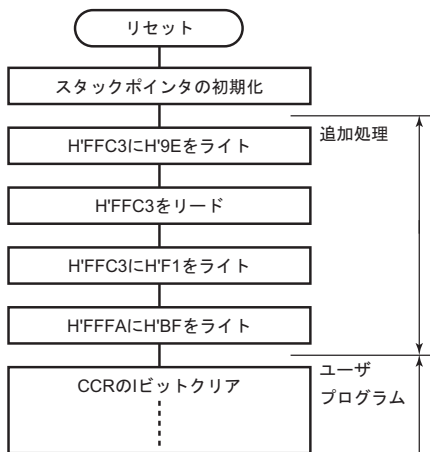 リセット
スタックポインタの初期化
追加処理
H'FFC3にH'9Eをライト
H'FFC3をリード
H'FFC3にH'F1をライト
H'FFFAにH'BFをライト
ユーザ
プログラム
CCRのIビットクリア